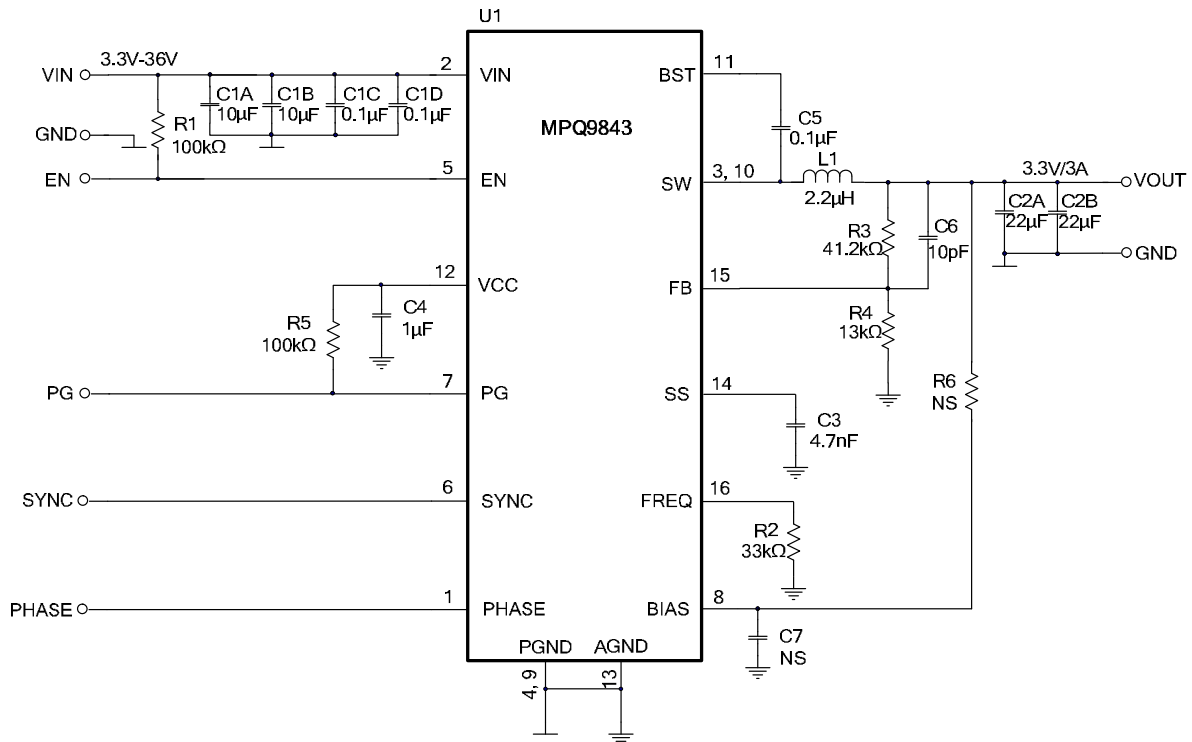 U1
3.3V-36V
VIN
2
VIN
C1A
10µF
C1B
10µF
C1C
0.1µF
C1D
0.1µF
GND
R1
100kΩ
EN
5
EN
MPQ9843
BST
11
C5
0.1µF
SW
3, 10
L1
2.2µH
3.3V/3A
VOUT
C2A
22µF
C2B
22µF
GND
R3
41.2kΩ
C6
10pF
12
VCC
C4
1µF
R5
100kΩ
FB
15
R4
13kΩ
PG
7
PG
SS
14
C3
4.7nF
R6
NS
SYNC
6
SYNC
FREQ
16
R2
33kΩ
PHASE
1
PHASE
BIAS
8
C7
NS
PGND
AGND
4, 9
13